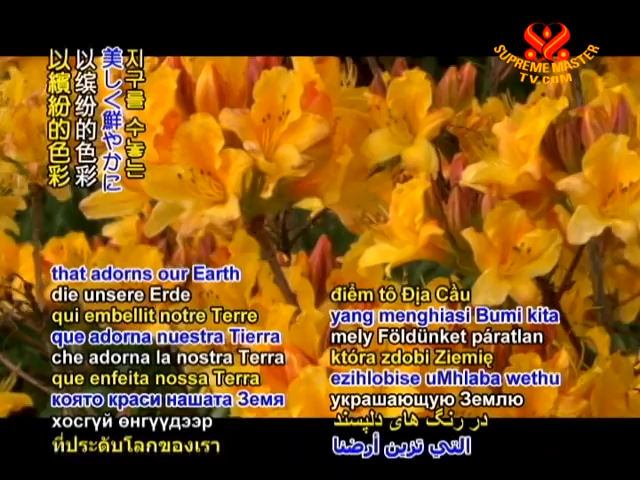 SUPREME MASTER
TV.COM
지구를 수놓는
美しく鮮やかに
以缤纷的色彩
以繽紛的色彩
that adorns our Earth
die unsere Erde
qui embellit notre Terre
que adorna nuestra Tierra
che adorna la nostra Terra
que enfeita nossa Terra
която краси нашата Земя
хосгүй өнгүүдээр
ที่ประดับโลกของเรา
điểm tô Địa Cầu
yang menghiasi Bumi kita
mely Földünket páratlan
która zdobi Ziemię
ezihlobise uMhlaba wethu
украшающую Землю
در رنگ های دلپسند
التي تزين أرضنا